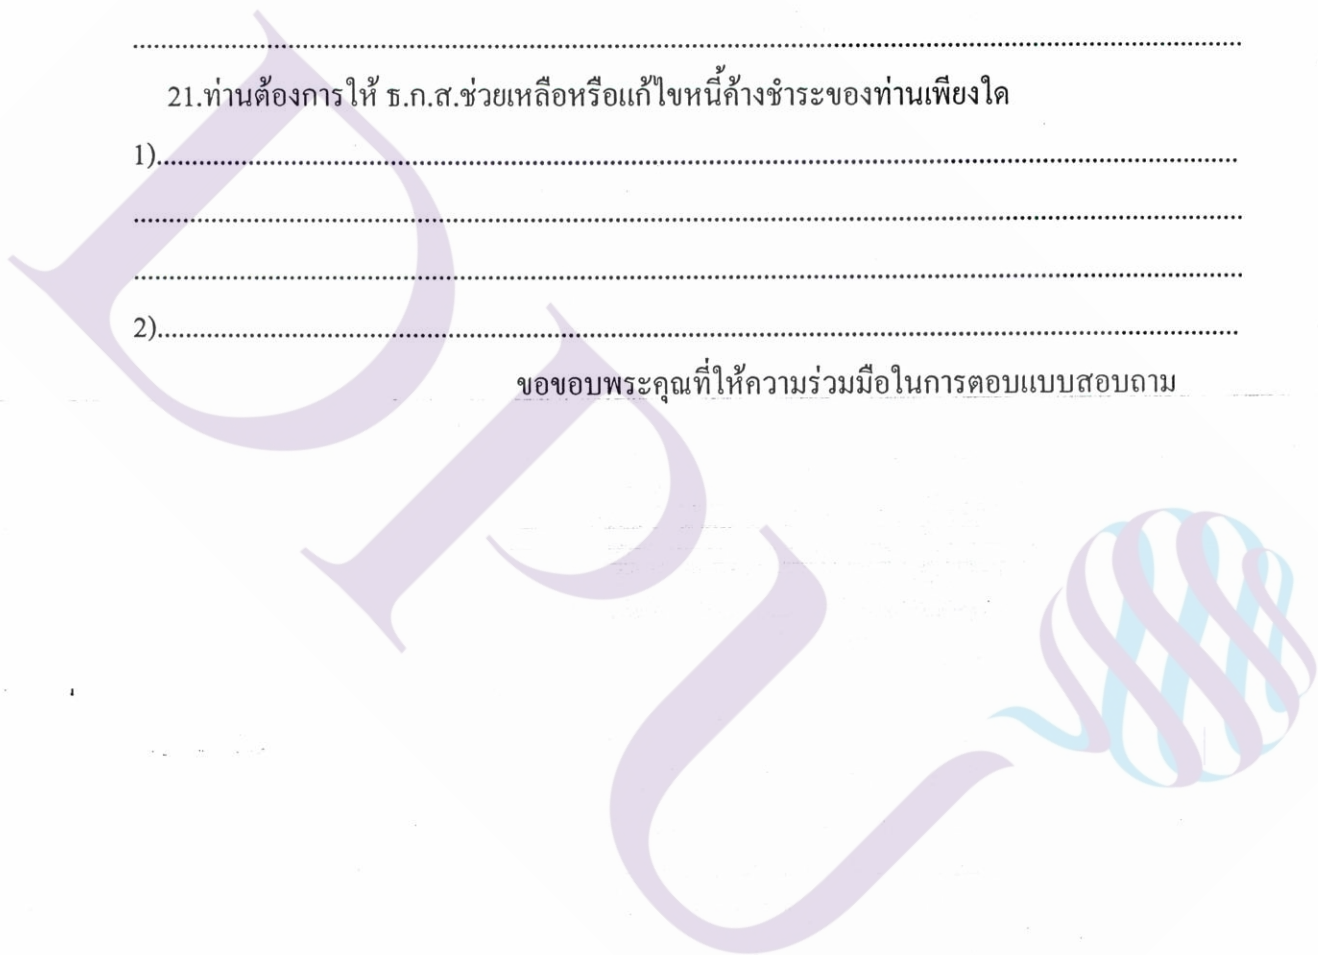 ........................................................................................................................................................
21.ท่านต้องการให้ ธ.ก.ส.ช่วยเหลือหรือแก้ไขหนี้ค้างชำระของท่านเพียงใด
1)....................................................................................................................................................
........................................................................................................................................................
........................................................................................................................................................
2)....................................................................................................................................................
ขอขอบพระคุณที่ให้ความร่วมมือในการตอบแบบสอบถาม
DPU